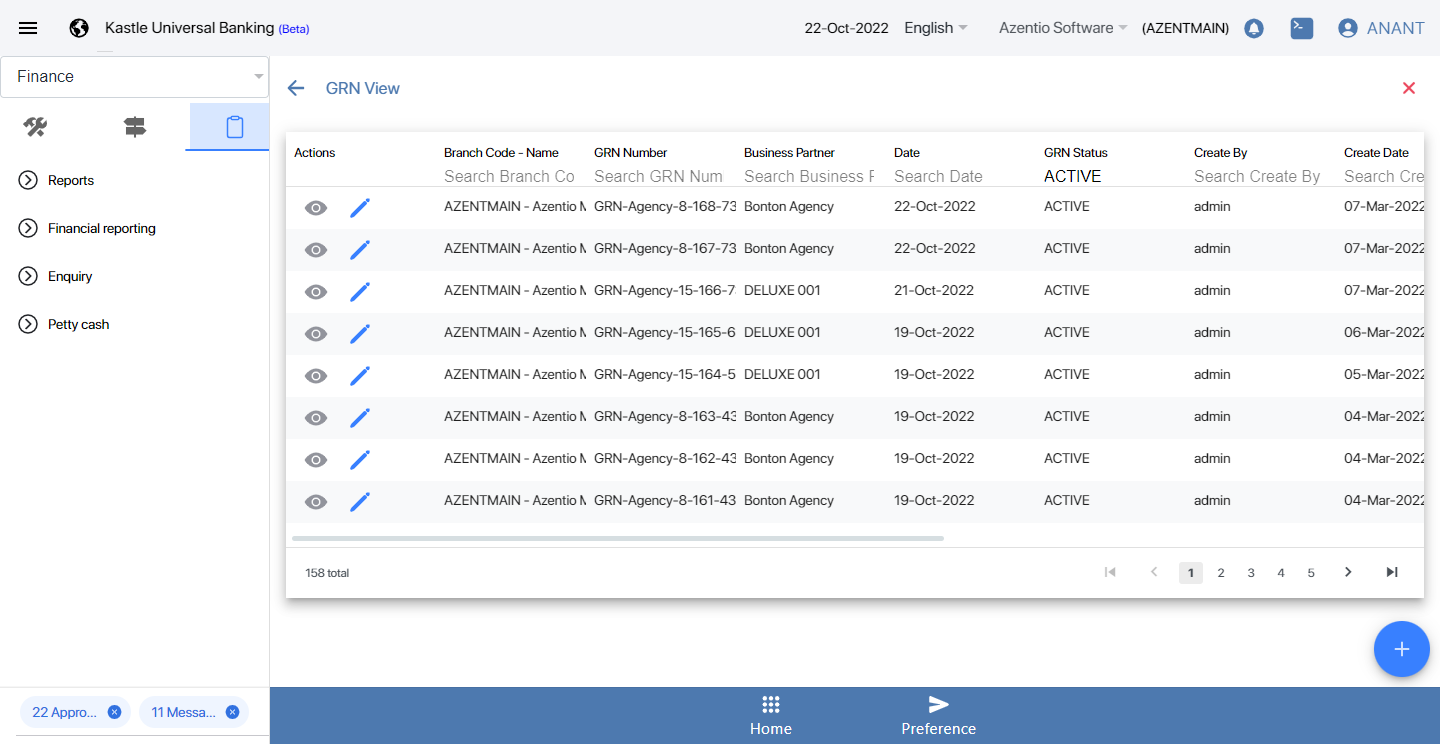 Kastle Universal Banking (Beta)
22-Oct-2022
English
Azentio Software
(AZENTMAIN)
ANANT
Finance
GRN View
Reports
Financial reporting
Enquiry
Petty cash
Actions Branch Code - Name GRN Number Business Partner Date GRN Status Create By Create Date
Search Branch Co Search GRN Num Search Business Search Date ACTIVE Search Create By Search Cre
AZENTMAIN - Azentio M GRN-Agency-8-168-73 Bonton Agency 22-Oct-2022 ACTIVE admin 07-Mar-2022
AZENTMAIN - Azentio M GRN-Agency-8-167-73 Bonton Agency 22-Oct-2022 ACTIVE admin 07-Mar-2022
AZENTMAIN - Azentio M GRN-Agency-15-166-7 DELUXE 001 21-Oct-2022 ACTIVE admin 07-Mar-2022
AZENTMAIN - Azentio M GRN-Agency-15-165-6 DELUXE 001 19-Oct-2022 ACTIVE admin 06-Mar-2022
AZENTMAIN - Azentio M GRN-Agency-15-164-5 DELUXE 001 19-Oct-2022 ACTIVE admin 05-Mar-2022
AZENTMAIN - Azentio M GRN-Agency-8-163-43 Bonton Agency 19-Oct-2022 ACTIVE admin 04-Mar-2022
AZENTMAIN - Azentio M GRN-Agency-8-162-43 Bonton Agency 19-Oct-2022 ACTIVE admin 04-Mar-2022
AZENTMAIN - Azentio M GRN-Agency-8-161-43 Bonton Agency 19-Oct-2022 ACTIVE admin 04-Mar-2022
158 total
1 2 3 4 5
22 Appro...
11 Messa...
Home
Preference